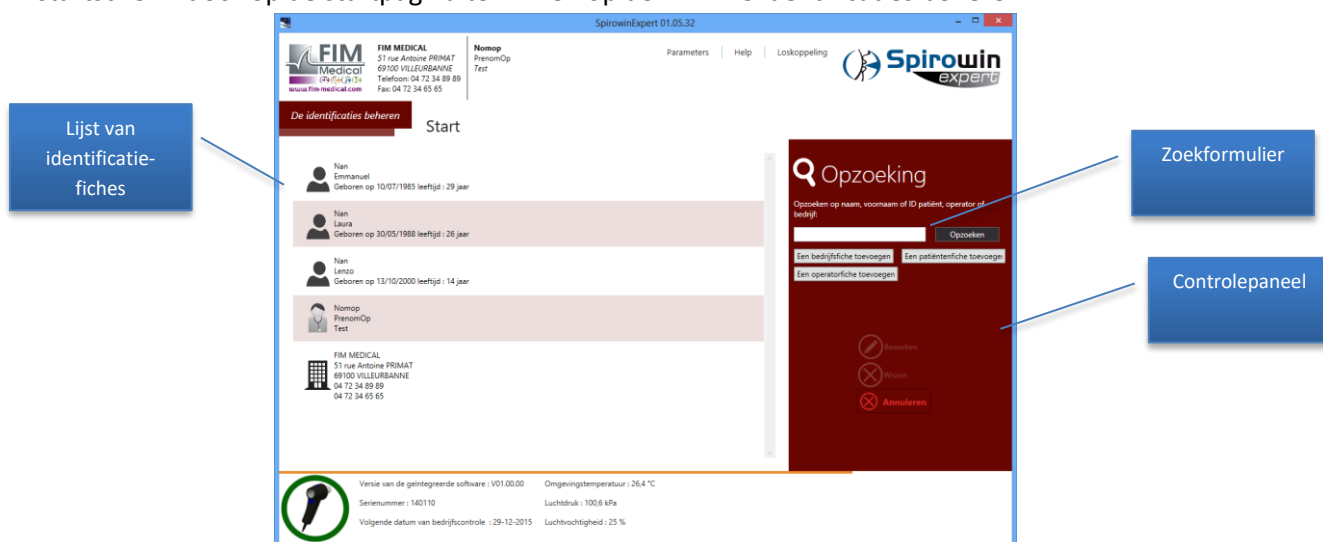 SpirowinExpert 01.05.32
FIM
Medical
www.fim-medical.com
FIM MEDICAL
51 rue Antoine PRIMAT
69100 VILLEURBANNE
Telefoon: 04 72 34 89 89
Fax: 04 72 34 65 65
Nomop
PrenomOp
Test
Parameters
Help
Loskoppeling
Spirowin
expert
De identificaties beheren
Start
Lijst van
identificatie-
fiches
Nan
Emmanuel
Geboren op 10/07/1985 leeftijd : 29 jaar
Nan
Laura
Geboren op 30/05/1988 leeftijd : 26 jaar
Nan
Lenzo
Geboren op 13/10/2000 leeftijd : 14 jaar
Nomop
PrenomOp
Test
FIM MEDICAL
51 rue Antoine PRIMAT
69100 VILLEURBANNE
04 72 34 89 89
04 72 34 65 65
Opzoeking
Opzoeken op naam, voornaam of ID patiënt, operator of
bedrijf:
Opzoeken
Een bedrijfsfiche toevoegen
Een patiëntenfiche toevoegen
Een operatorfiche toevoegen
Bewerken
Wissen
Annuleren
Zoekformulier
Controlepaneel
Versie van de geïntegreerde software : V01.00.00
Omgevingstemperatuur : 26,4 °C
Serienummer : 140110
Luchtdruk : 100,6 kPa
Volgende datum van bedrijfscontrole : 29-12-2015
Luchtvochtigheid : 25 %